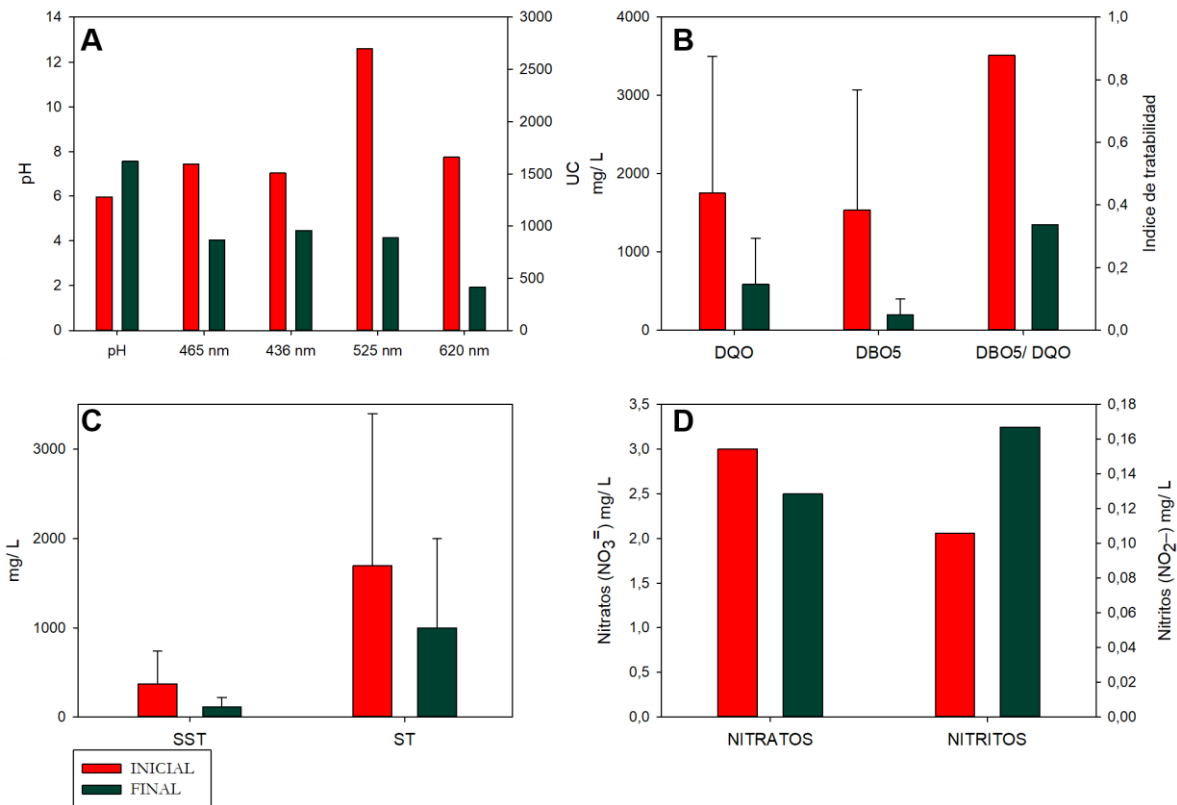 A
14
12
10
8
6
4
2
0
pH
3000
2500
2000
1500
1000
500
0
UC
pH
465 nm
436 nm
525 nm
620 nm
B
4000
3000
2000
1000
0
mg/ L
1,0
0,8
0,6
0,4
0,2
0,0
Indice de tratabilidad
DQO
DBO5
DBO5/ DQO
C
3000
2000
1000
0
mg/ L
SST
ST
INICIAL
FINAL
D
3,5
3,0
2,5
2,0
1,5
1,0
0,5
0,0
Nitratos (NO3=) mg/ L
0,18
0,16
0,14
0,12
0,10
0,08
0,06
0,04
0,02
0,00
Nitritos (NO2–) mg/ L
NITRATOS
NITRITOS